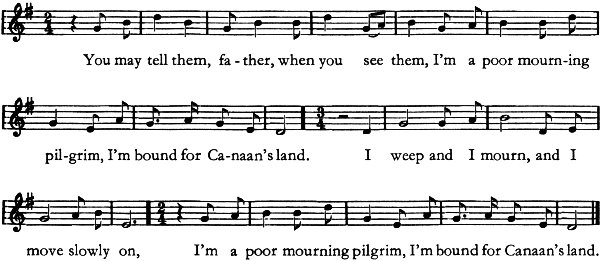 You may tell them, fa-ther, when you see them, I'm a poor mourn-ing
pil-grim, I'm bound for Ca-naan's land. I weep and I mourn, and I
move slowly on, I'm a poor mourning pilgrim, I'm bound for Canaan's land.